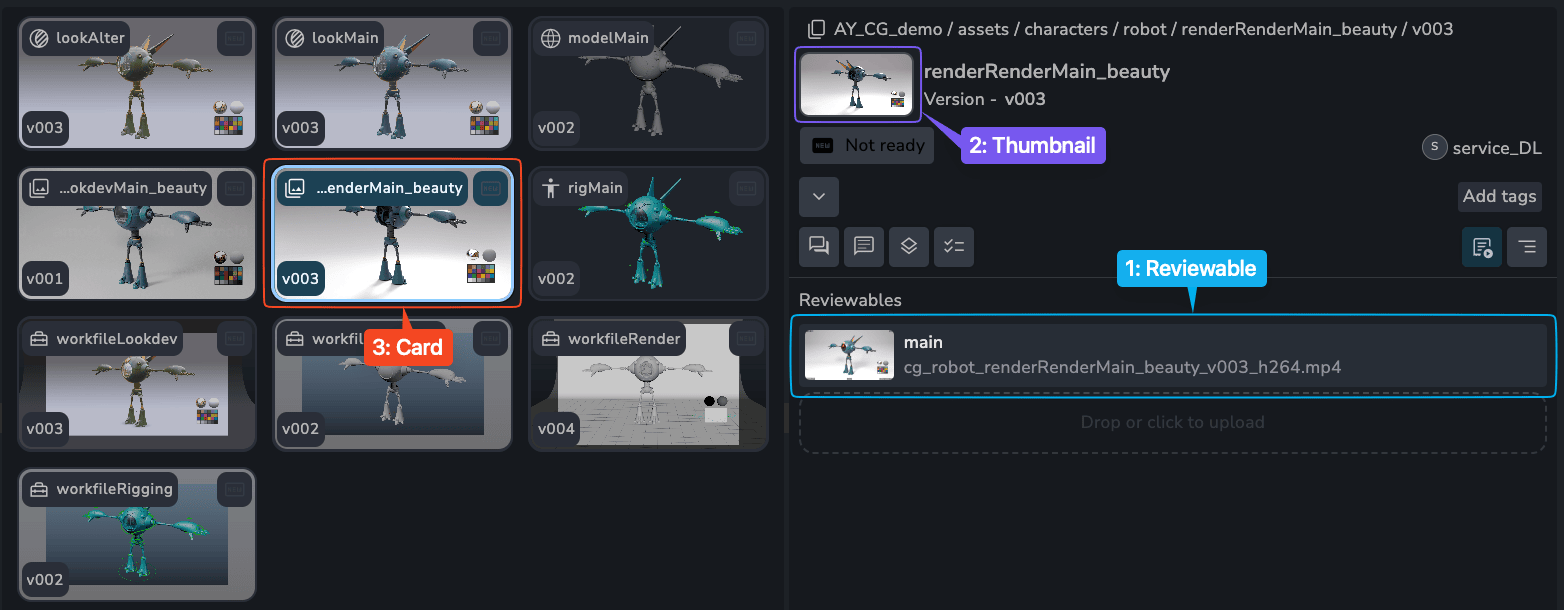 lookAlter
v003
lookMain
v003
modelMain
v002
...okdevMain_beauty
v001
...enderMain_beauty
v003
rigMain
v002
workfileLookdev
v003
workfil
v002
workfileRender
v004
workfileRigging
v002
3: Card
AY_CG_demo / assets / characters / robot / renderRenderMain_beauty / v003
renderRenderMain_beauty
Version - v003
2: Thumbnail
NEW Not ready
S service_DL
Add tags
1: Reviewable
Reviewables
main
cg_robot_renderRenderMain_beauty_v003_h264.mp4
Drop or click to upload